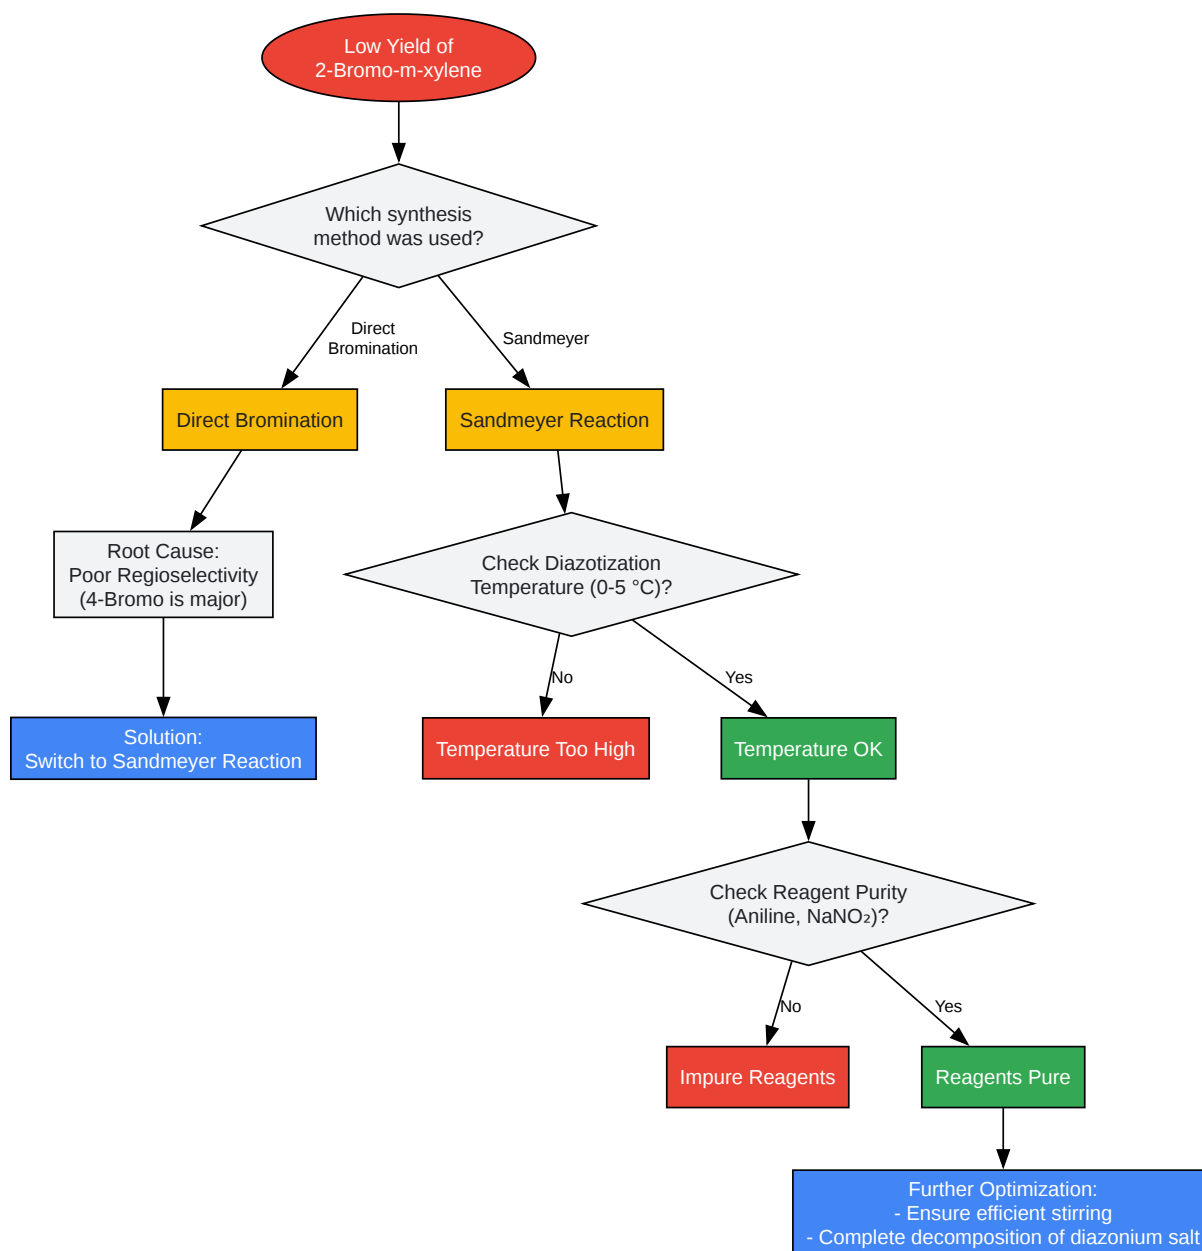 Low Yield of
2-Bromo-m-xylene
Which synthesis
method was used?
Direct
Bromination
Sandmeyer
Direct Bromination
Sandmeyer Reaction
Root Cause:
Poor Regioselectivity
(4-Bromo is major)
Check Diazotization
Temperature (0-5 °C)?
No
Yes
Solution:
Switch to Sandmeyer Reaction
Temperature Too High
Temperature OK
Check Reagent Purity
(Aniline, NaNO₂)?
No
Yes
Impure Reagents
Reagents Pure
Further Optimization:
- Ensure efficient stirring
- Complete decomposition of diazonium salt